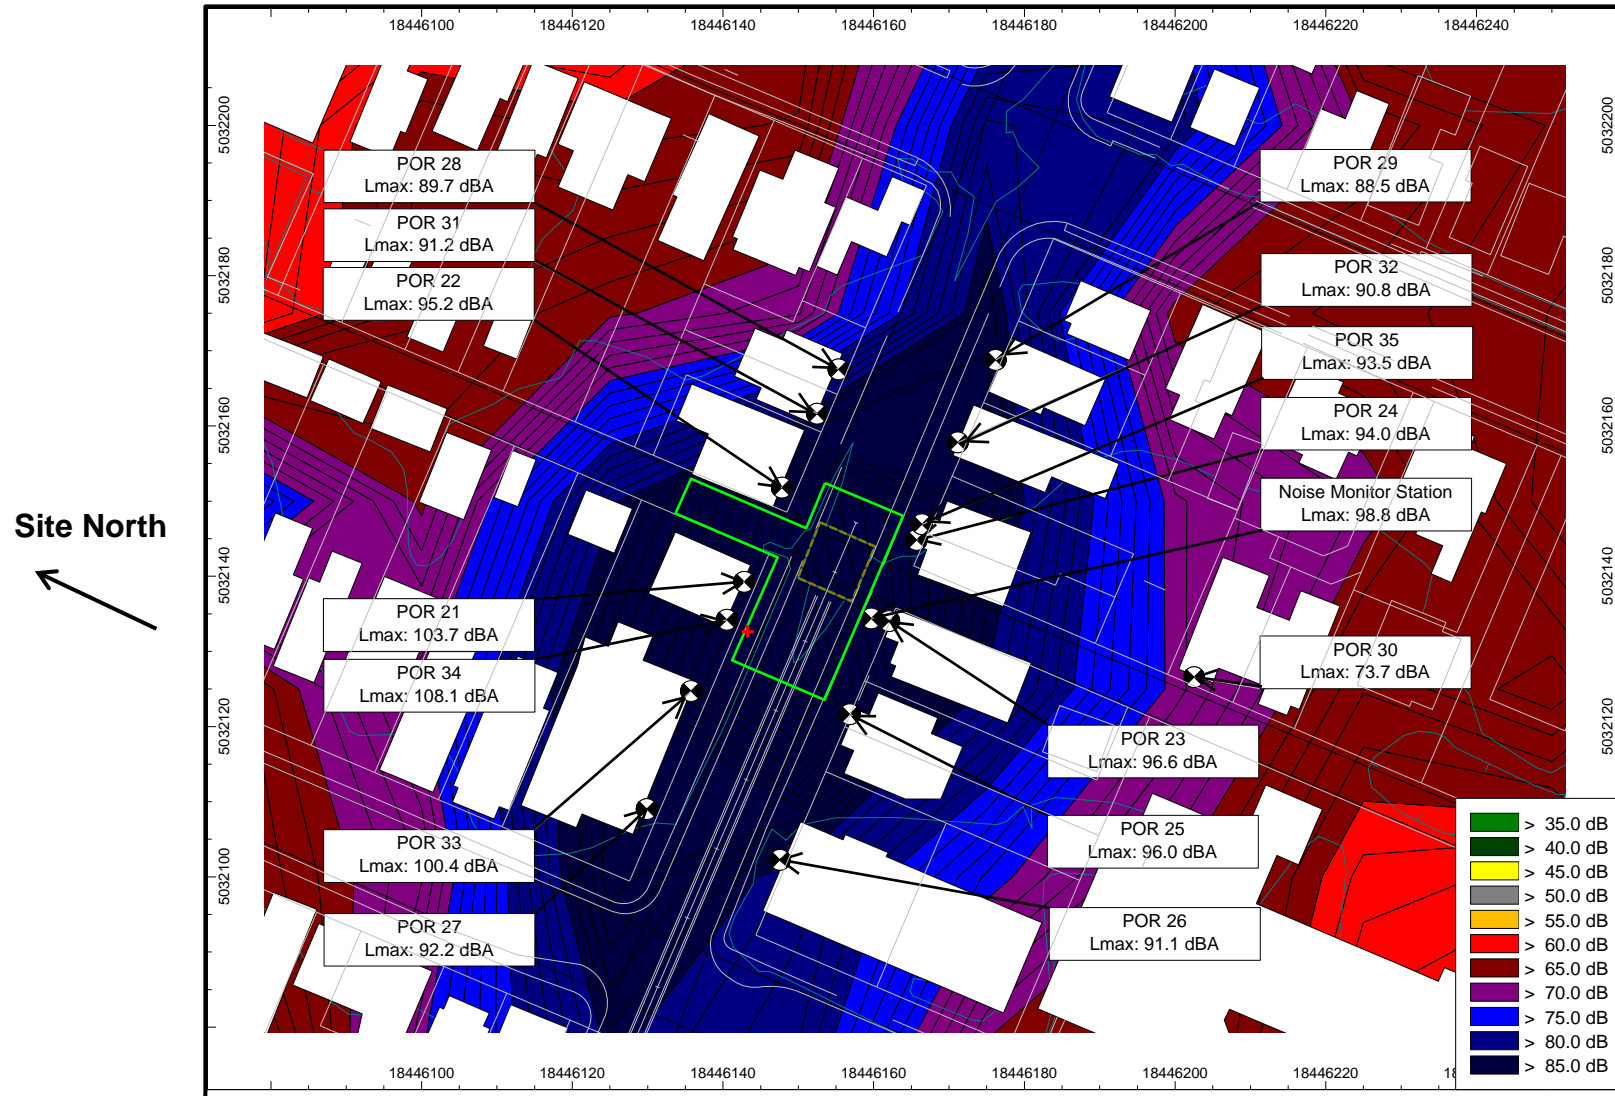 18446100 18446120 18446140 18446160 18446180 18446200 18446220 18446240
5032200
5032180
5032160
5032140
5032120
5032100
5032200
5032180
5032160
5032140
5032120
Site North
POR 28
Lmax: 89.7 dBA
POR 31
Lmax: 91.2 dBA
POR 22
Lmax: 95.2 dBA
POR 29
Lmax: 88.5 dBA
POR 32
Lmax: 90.8 dBA
POR 35
Lmax: 93.5 dBA
POR 24
Lmax: 94.0 dBA
Noise Monitor Station
Lmax: 98.8 dBA
POR 21
Lmax: 103.7 dBA
POR 34
Lmax: 108.1 dBA
POR 30
Lmax: 73.7 dBA
POR 23
Lmax: 96.6 dBA
POR 33
Lmax: 100.4 dBA
POR 25
Lmax: 96.0 dBA
POR 27
Lmax: 92.2 dBA
POR 26
Lmax: 91.1 dBA
> 35.0 dB
> 40.0 dB
> 45.0 dB
> 50.0 dB
> 55.0 dB
> 60.0 dB
> 65.0 dB
> 70.0 dB
> 75.0 dB
> 80.0 dB
> 85.0 dB
18446100 18446120 18446140 18446160 18446180 18446200 18446220